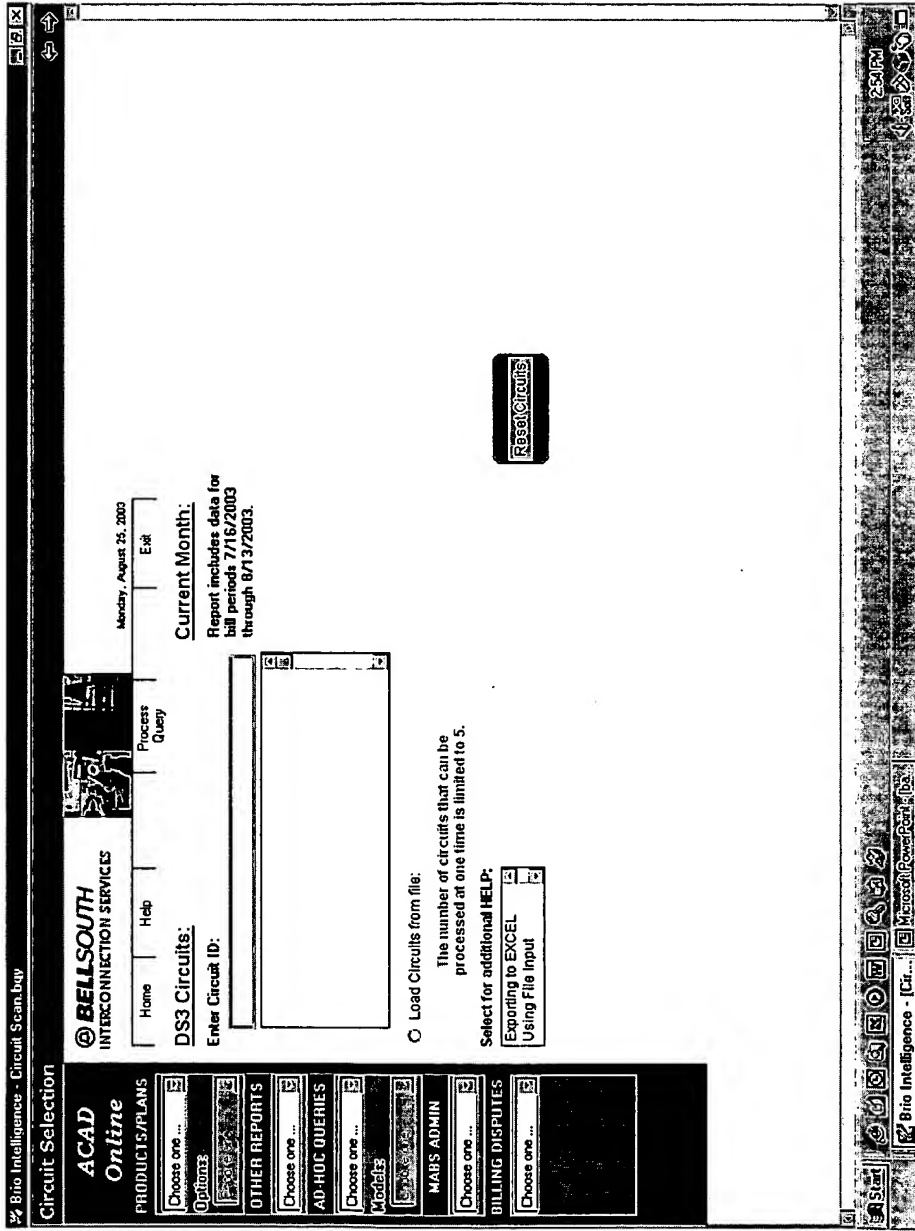 Brio Intelligence - Circuit Scan.bqy
Circuit Selection
ACAD
Online
PRODUCTS/PLANS
Choose one ...
Options:
OTHER REPORTS
Choose one ...
AD-HOC QUERIES
Choose one ...
Models:
MABS ADMIN
Choose one ...
BILLING DISPUTES
Choose one ...
@ BELLSOUTH
INTERCONNECTION SERVICES
Monday, August 25, 2003
Home
Help
Process
Query
Exit
DS3 Circuits:
Current Month:
Enter Circuit ID:
Report includes data for
bill periods 7/16/2003
through 8/13/2003.
Load Circuits from file:
The number of circuits that can be
processed at one time is limited to 5.
Select for additional HELP:
Exporting to EXCEL
Using File Input
Reset Circuits
Start
2:54 PM
Brio Intelligence - [Cir...
Microsoft PowerPoint - [ba...